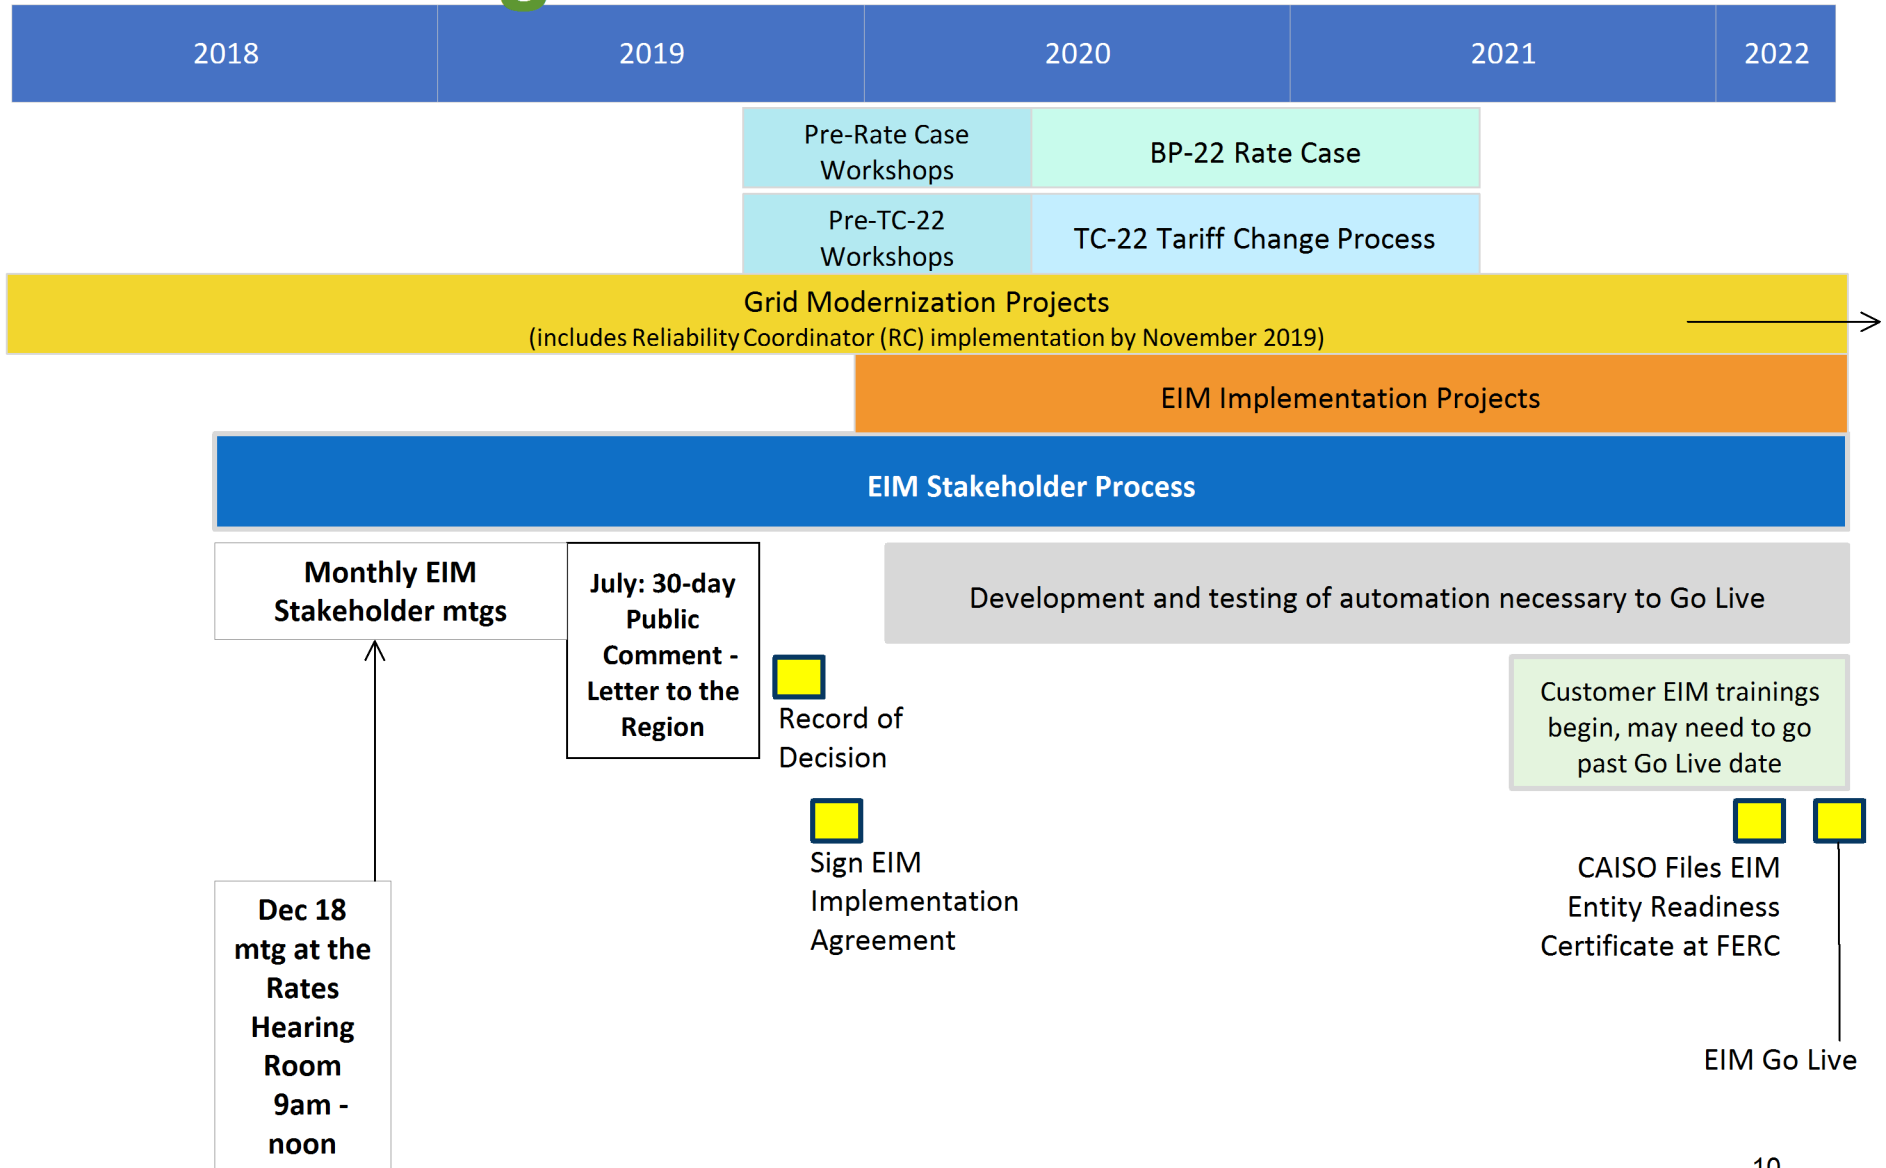 2018 2019 2020 2021 2022
Pre-Rate Case
Workshops
BP-22 Rate Case
Pre-TC-22
Workshops
TC-22 Tariff Change Process
Grid Modernization Projects
(includes Reliability Coordinator (RC) implementation by November 2019)
EIM Implementation Projects
EIM Stakeholder Process
Monthly EIM
Stakeholder mtgs
July: 30-day
Public
Comment -
Letter to the
Region
Development and testing of automation necessary to Go Live
Record of
Decision
Customer EIM trainings
begin, may need to go
past Go Live date
Sign EIM
Implementation
Agreement
CAISO Files EIM
Entity Readiness
Certificate at FERC
Dec 18
mtg at the
Rates
Hearing
Room
9am -
noon
EIM Go Live
10